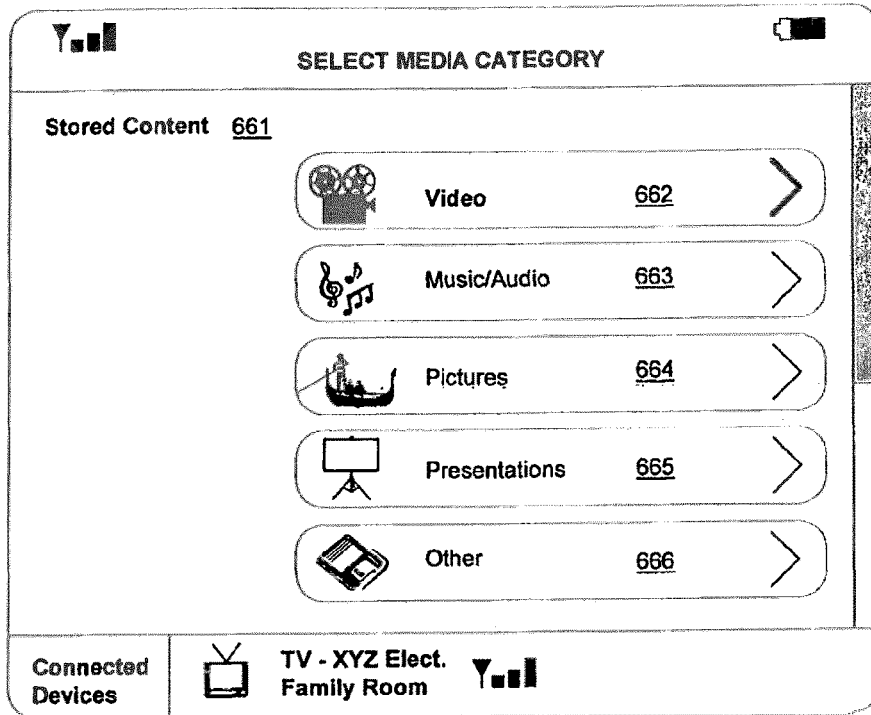 SELECT MEDIA CATEGORY
Stored Content 661
Video 662
Music/Audio 663
Pictures 664
Presentations 665
Other 666
Connected Devices
TV - XYZ Elect.
Family Room